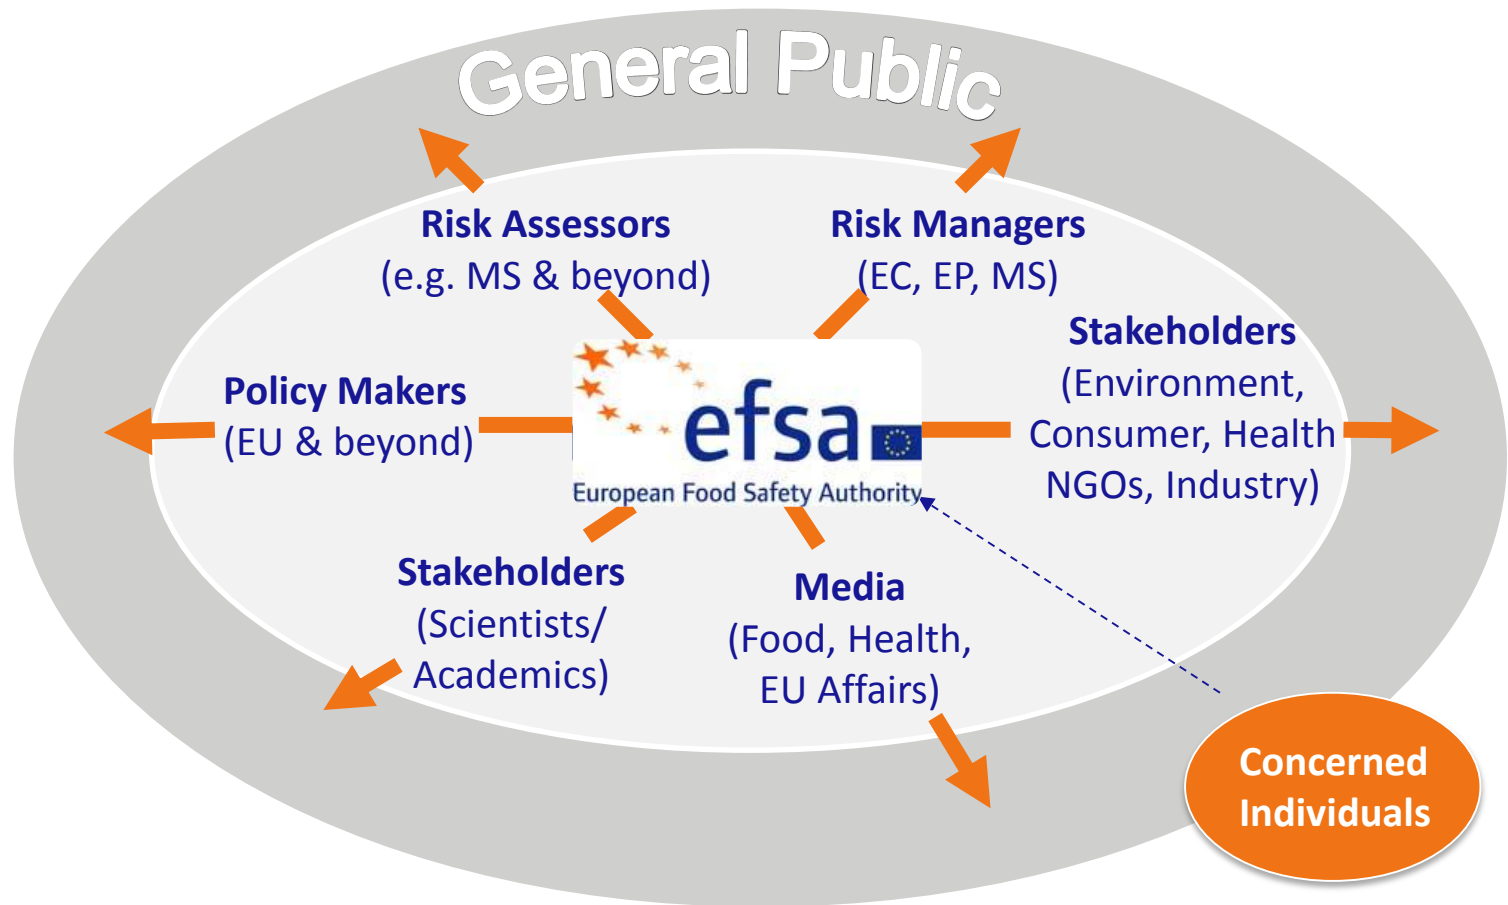 General Public
Risk Assessors
(e.g. MS & beyond)
Risk Managers
(EC, EP, MS)
Stakeholders
(Environment,
Consumer, Health
NGOs, Industry)
Policy Makers
(EU & beyond)
efsa
European Food Safety Authority
Stakeholders
(Scientists/
Academics)
Media
(Food, Health,
EU Affairs)
Concerned
Individuals